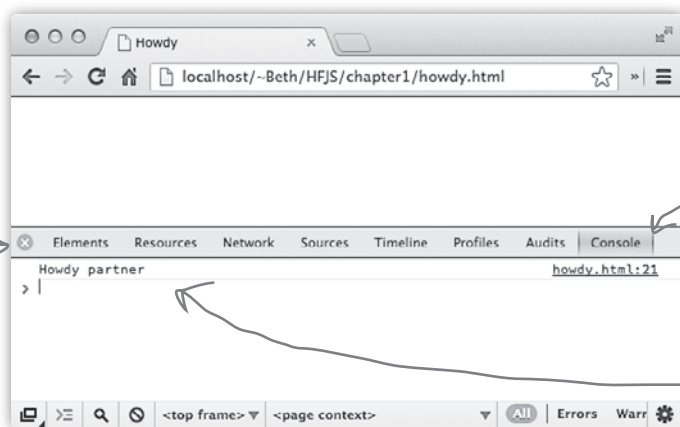 Howdy
localhost/~Beth/HFJS/chapter1/howdy.html
Elements Resources Network Sources Timeline Profiles Audits Console
Howdy partner howdy.html:21
<top frame> <page context> All Errors Warr